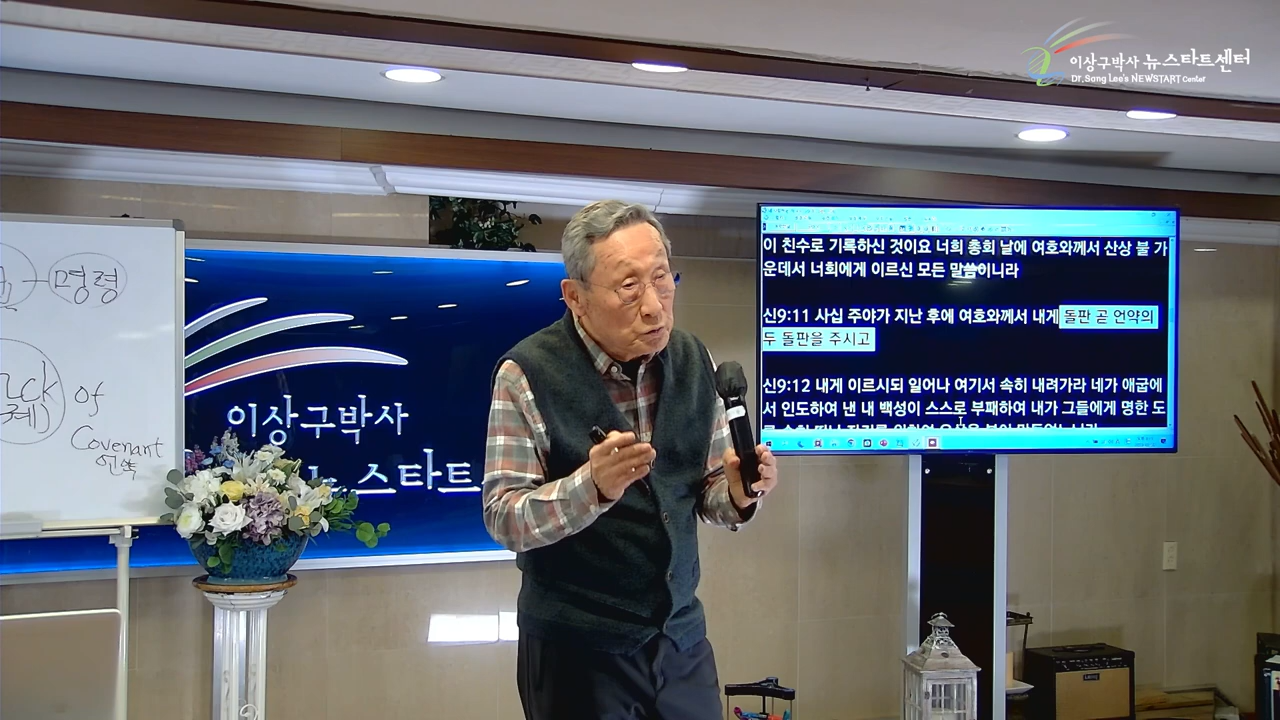 이상구박사 뉴스타트센터
Dr. Sang Lee's NEWSTART Center
명령
of
Covenant
언약
이상구박사
뉴 스타트
이 친수로 기록하신 것이요 너희 총회 날에 여호와께서 산상 불 가
운데서 너희에게 이르신 모든 말씀이니라
신9:11 사십 주야가 지난 후에 여호와께서 내게 돌판 곧 언약의
두 돌판을 주시고
신9:12 내게 이르시되 일어나 여기서 속히 내려가라 네가 애굽에
서 인도하여 낸 내 백성이 스스로 부패하여 내가 그들에게 명한 도